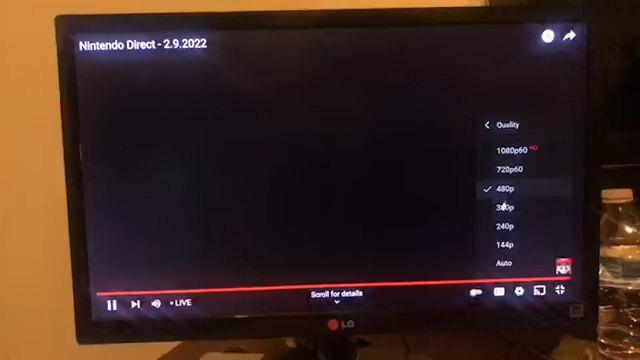 Nintendo Direct - 2.9.2022
Quality
1080p60 HD
720p60
480p
360p
240p
144p
Auto
Scroll for details
LIVE
LG